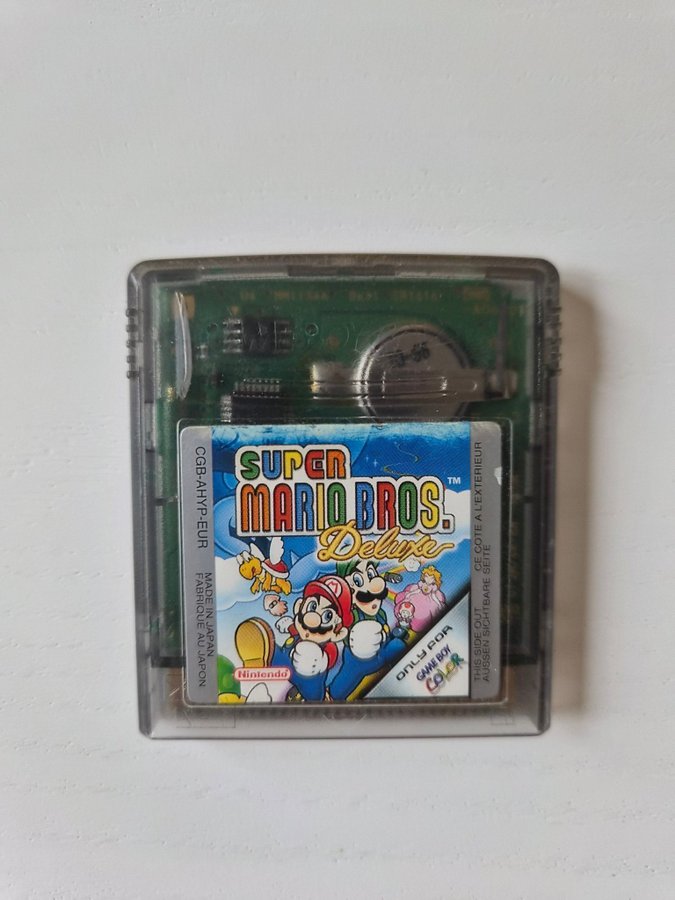 SUPER
MARIO BROS.™
Deluxe
CGB-AHYP-EUR
MADE IN JAPAN
FABRIQUE AU JAPON
Nintendo
ONLY FOR
GAME BOY
COLOR
THIS SIDE OUT
CE COTE A L'EXTERIEUR
AUSSEN SICHTBARE SEITE